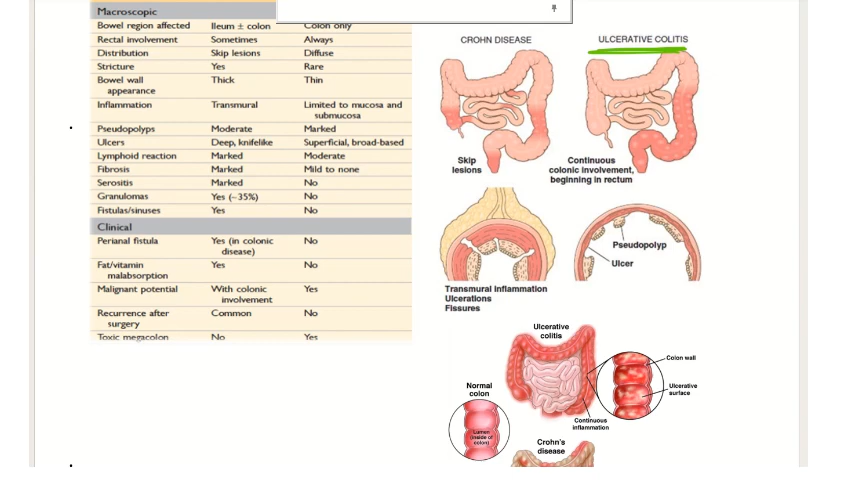 Macroscopic
Bowel region affected Ileum ± colon Colon only
Rectal involvement Sometimes Always
Distribution Skip lesions Diffuse
Stricture Yes Rare
Bowel wall Thick Thin
appearance
Inflammation Transmural Limited to mucosa and
submucosa
Pseudopolyps Moderate Marked
Ulcers Deep, knifelike Superficial, broad-based
Lymphoid reaction Marked Moderate
Fibrosis Marked Mild to none
Serositis Marked No
Granulomas Yes (~35%) No
Fistulas/sinuses Yes No
Clinical
Perianal fistula Yes (in colonic No
disease)
Fat/vitamin Yes No
malabsorption
Malignant potential With colonic Yes
involvement
Recurrence after Common No
surgery
Toxic megacolon No Yes
CROHN DISEASE ULCERATIVE COLITIS
Skip
lesions
Continuous
colonic involvement,
beginning in rectum
Pseudopolyp
Ulcer
Transmural inflammation
Ulcerations
Fissures
Ulcerative
colitis
Colon wall
Ulcerative
surface
Normal
colon
Continuous
inflammation
Lumen
(inside of
colon)
Crohn's
disease